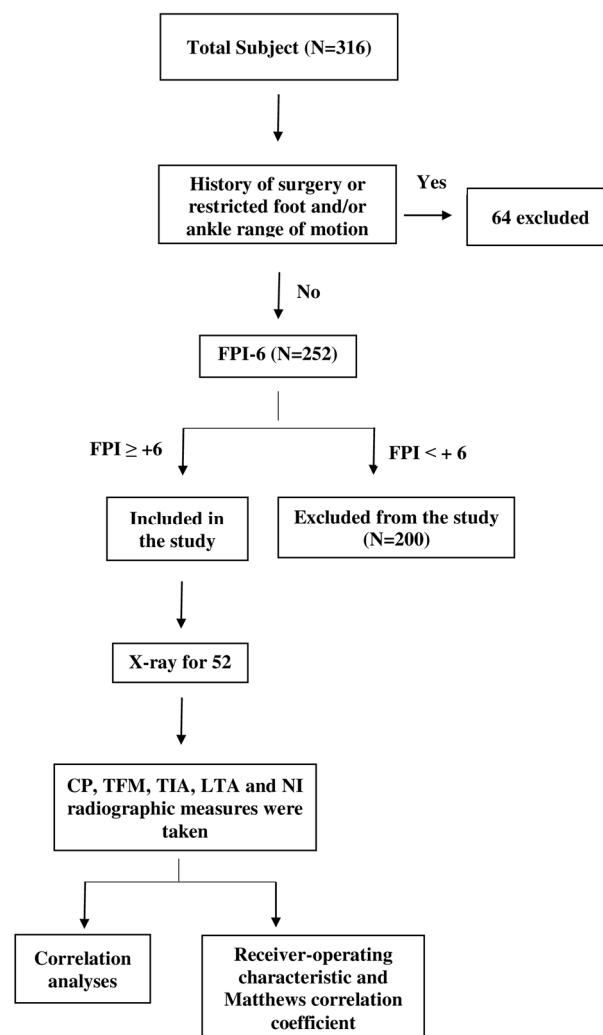 Total Subject (N=316)
History of surgery or
restricted foot and/or
ankle range of motion
Yes
64 excluded
No
FPI-6 (N=252)
FPI ≥ +6
FPI < + 6
Included in
the study
Excluded from the study
(N=200)
X-ray for 52
CP, TFM, TIA, LTA and NI
radiographic measures were
taken
Correlation
analyses
Receiver-operating
characteristic and
Matthews correlation
coefficient